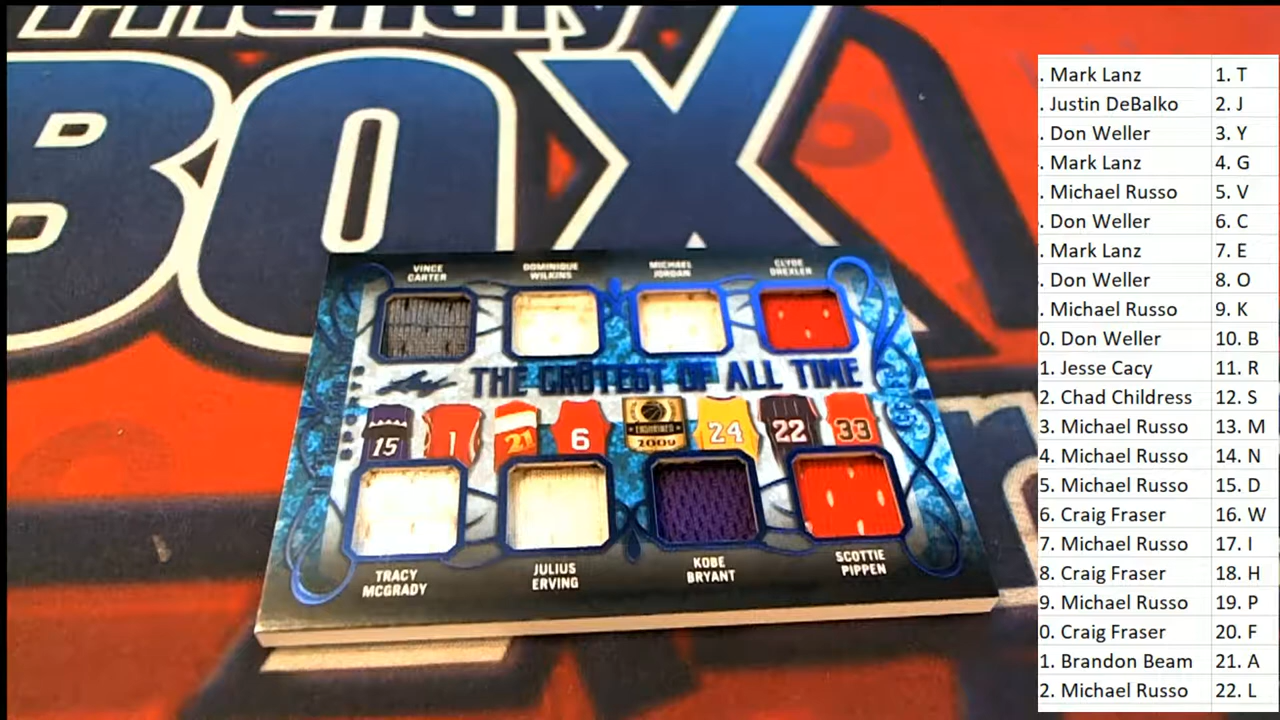 Friendly
BOX
VINCE CARTER
DOMINIQUE WILKINS
MICHAEL JORDAN
CLYDE DREXLER
Leaf
THE GREATEST OF ALL TIME
15 1 21 6 ENSHRINED 2009 24 22 33
TRACY MCGRADY
JULIUS ERVING
KOBE BRYANT
SCOTTIE PIPPEN
. Mark Lanz 1. T
. Justin DeBalko 2. J
. Don Weller 3. Y
. Mark Lanz 4. G
. Michael Russo 5. V
. Don Weller 6. C
. Mark Lanz 7. E
. Don Weller 8. O
. Michael Russo 9. K
0. Don Weller 10. B
1. Jesse Cacy 11. R
2. Chad Childress 12. S
3. Michael Russo 13. M
4. Michael Russo 14. N
5. Michael Russo 15. D
6. Craig Fraser 16. W
7. Michael Russo 17. I
8. Craig Fraser 18. H
9. Michael Russo 19. P
0. Craig Fraser 20. F
1. Brandon Beam 21. A
2. Michael Russo 22. L